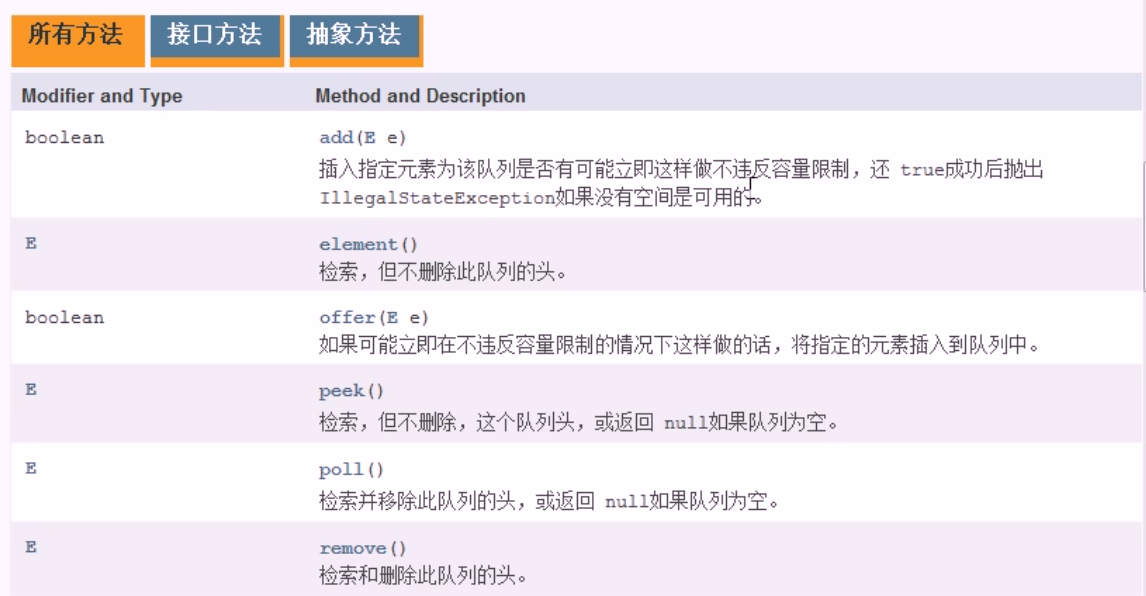 所有方法 接口方法 抽象方法
Modifier and Type Method and Description
boolean add(E e)
插入指定元素为该队列是否有可能立即这样做不违反容量限制，还 true成功后抛出
IllegalStateException如果没有空间是可用的。
E element()
检索，但不删除此队列的头。
boolean offer(E e)
如果可能立即在不违反容量限制的情况下这样做的话，将指定的元素插入到队列中。
E peek()
检索，但不删除，这个队列头，或返回 null如果队列为空。
E poll()
检索并移除此队列的头，或返回 null如果队列为空。
E remove()
检索和删除此队列的头。